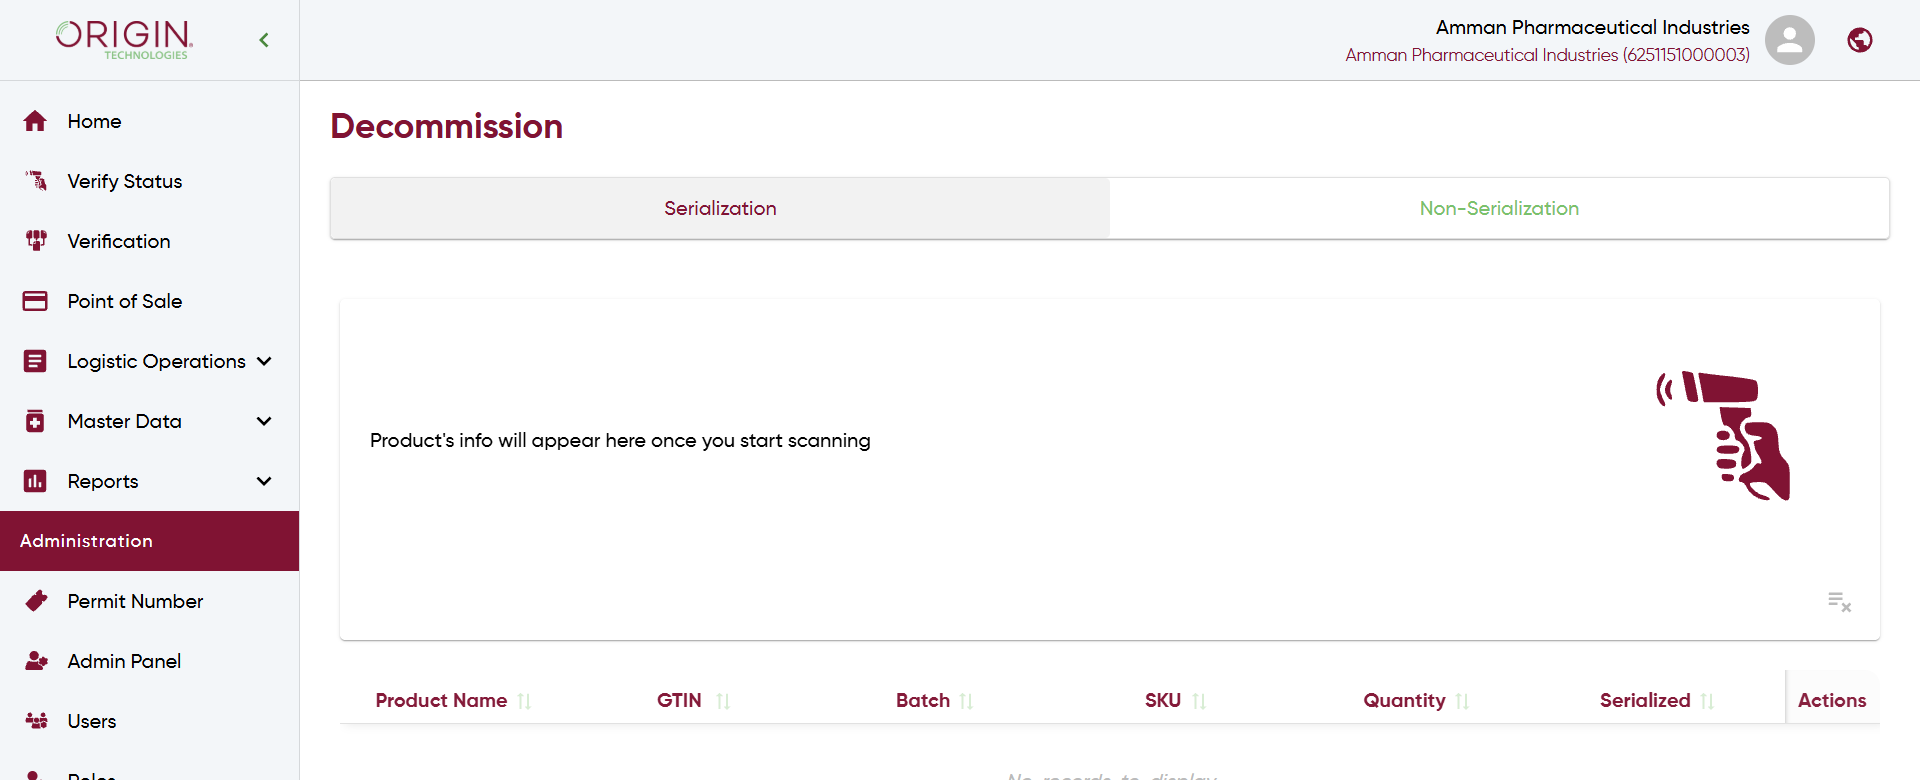 ORIGIN
TECHNOLOGIES
Amman Pharmaceutical Industries
Amman Pharmaceutical Industries (6251151000003)
Home
Verify Status
Verification
Point of Sale
Logistic Operations
Master Data
Reports
Administration
Permit Number
Admin Panel
Users
Roles
Decommission
Serialization
Non-Serialization
Product's info will appear here once you start scanning
Product Name GTIN Batch SKU Quantity Serialized Actions
No records to display